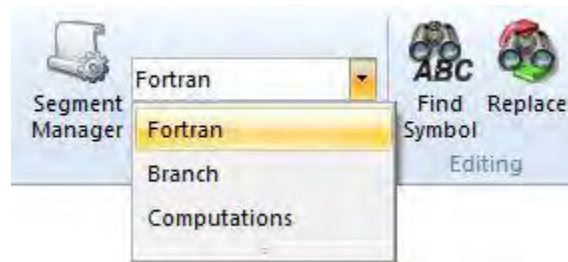 Segment
Manager
Fortran
Fortran
Branch
Computations
ABC
Find
Symbol
Replace
Editing